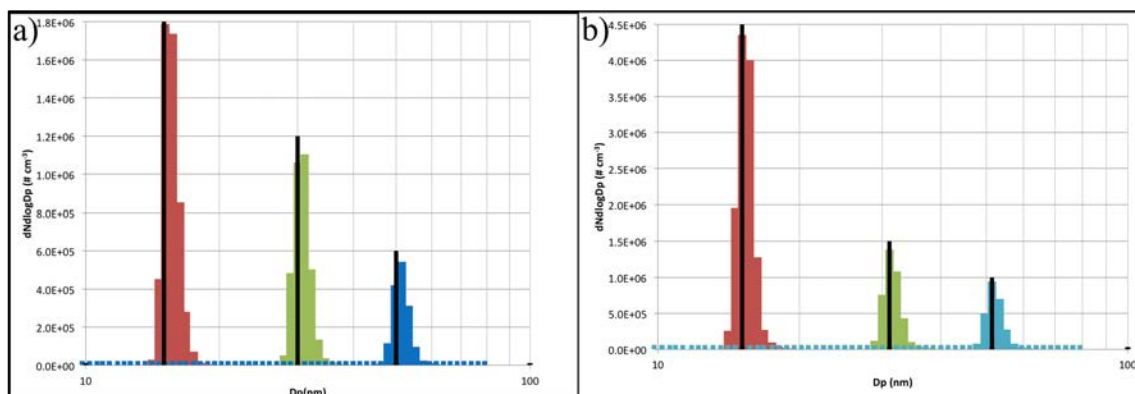 a)
1.8E+06
1.6E+06
1.4E+06
1.2E+06
1.0E+06
8.0E+05
6.0E+05
4.0E+05
2.0E+05
0.0E+00
dNdlogDp (# cm-3)
10
100
Dp(nm)
b)
4.5E+06
4.0E+06
3.5E+06
3.0E+06
2.5E+06
2.0E+06
1.5E+06
1.0E+06
5.0E+05
0.0E+00
dNdlogDp (# cm-3)
10
100
Dp (nm)